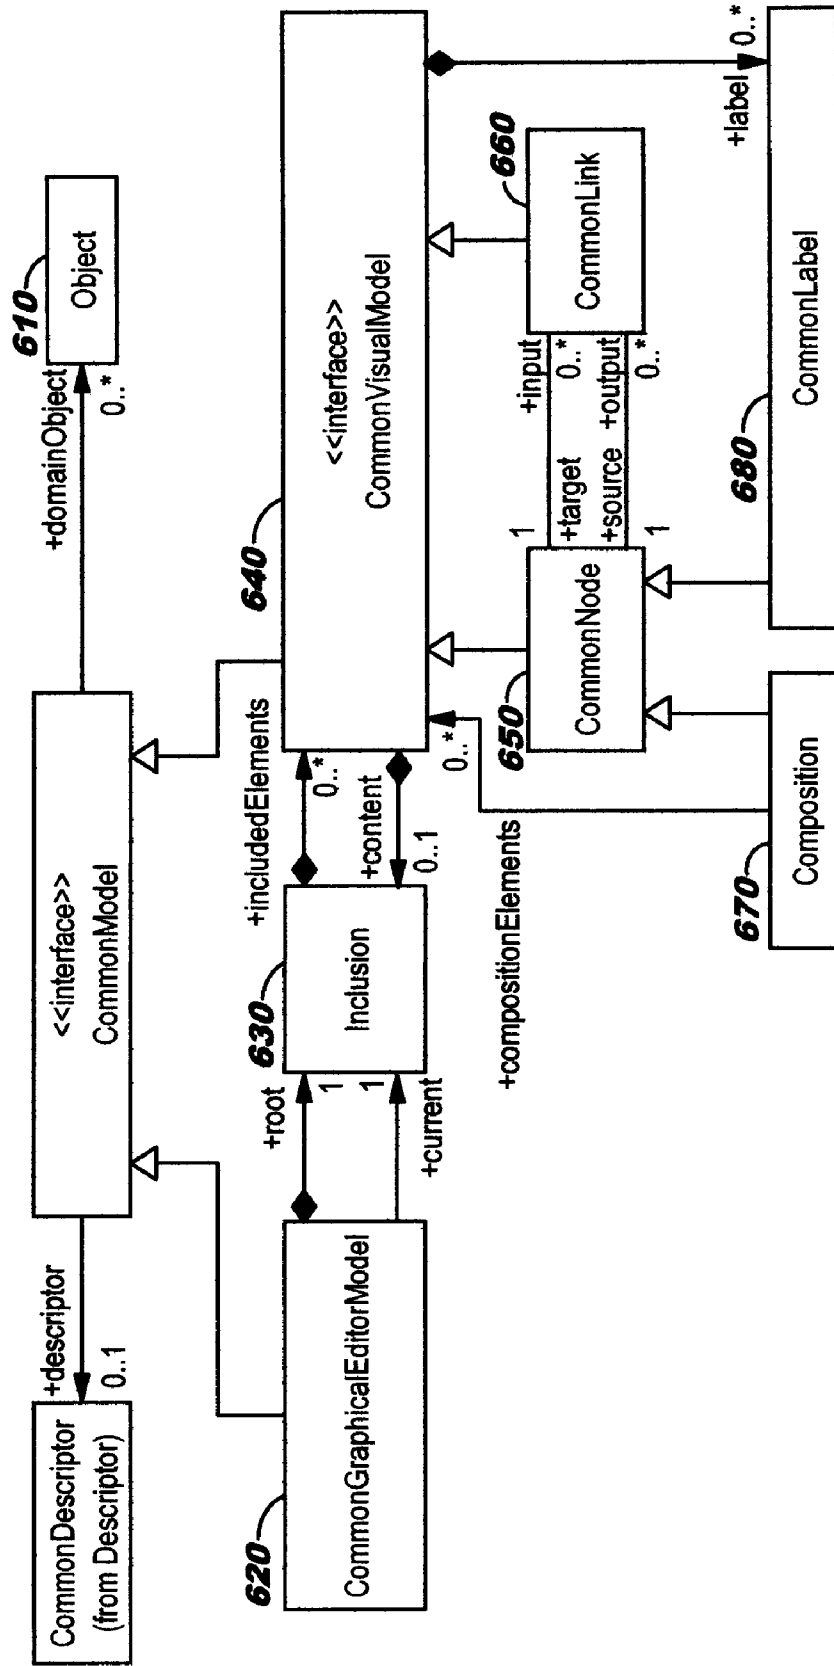 CommonDescriptor
(from Descriptor)
+descriptor
0..1
<<interface>>
CommonModel
+domainObject
0..*
610
Object
620
CommonGraphicalEditorModel
+root
1
1
+current
630
Inclusion
+includedElements
0..*
+content
0..1
640
<<interface>>
CommonVisualModel
+compositionElements
0..*
650
CommonNode
1
+target
+source
1
+input
0..*
+output
0..*
660
CommonLink
+label
0..*
670
Composition
680
CommonLabel